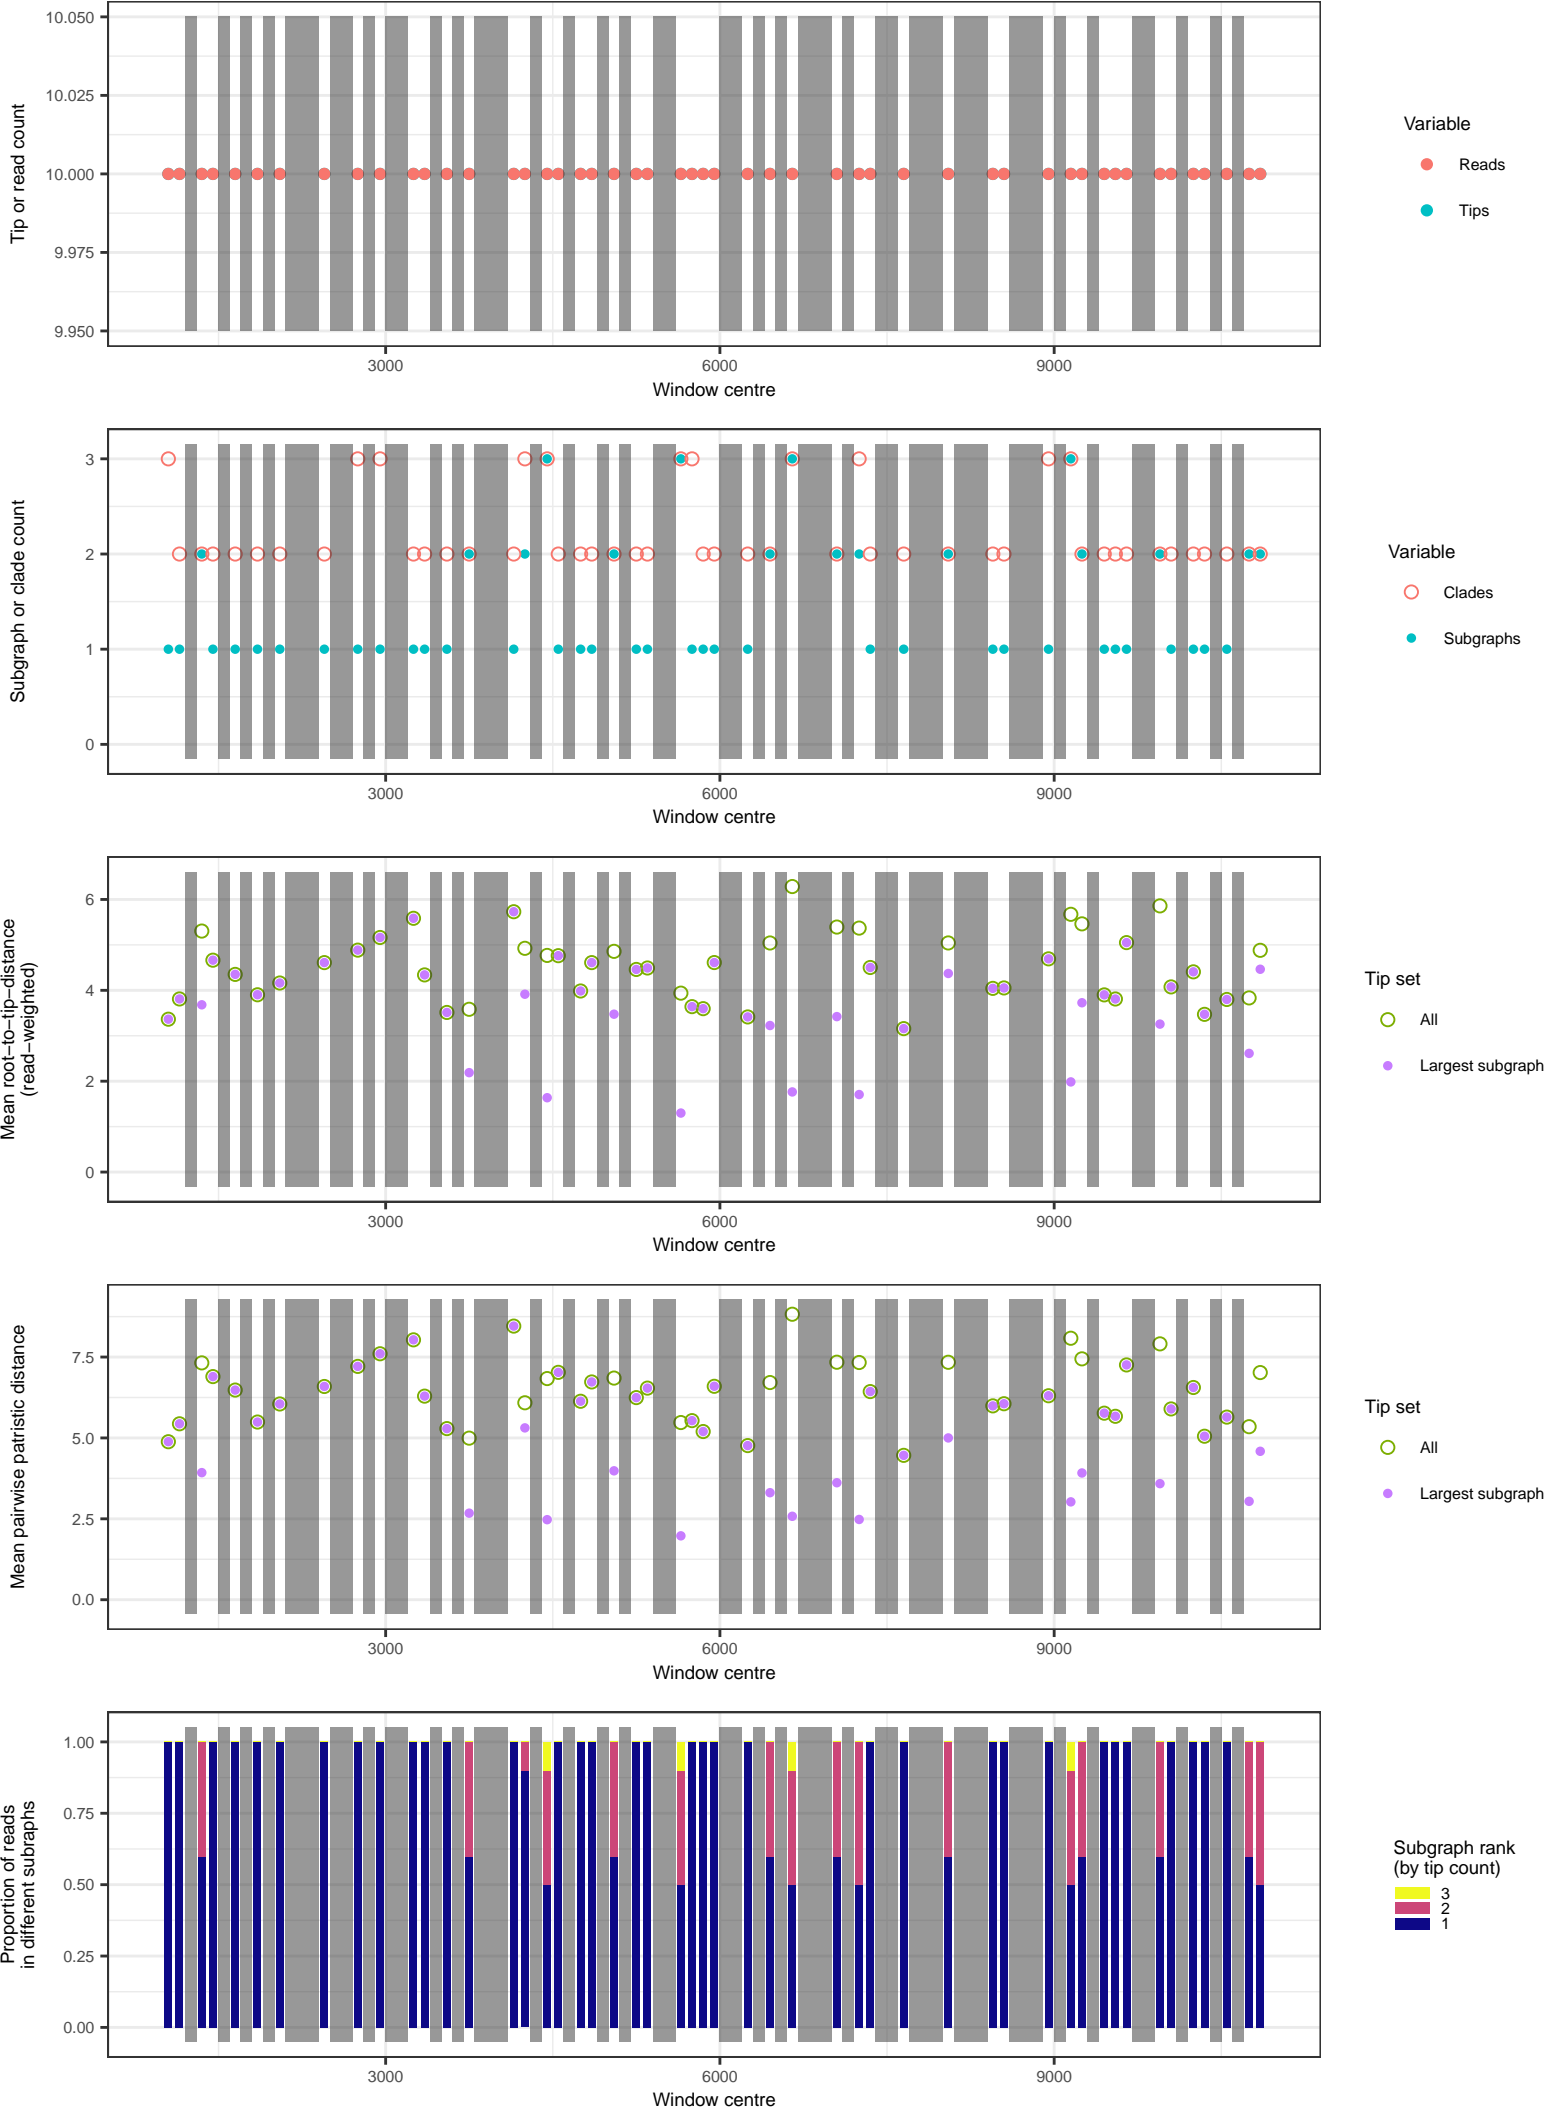 10.050
10.025
10.000
9.975
9.950
Tip or read count
3000
6000
9000
Window centre
Variable
Reads
Tips
3
2
1
0
Subgraph or clade count
3000
6000
9000
Window centre
Variable
Clades
Subgraphs
6
4
2
0
Mean root−to−tip−distance
(read−weighted)
3000
6000
9000
Window centre
Tip set
All
Largest subgraph
7.5
5.0
2.5
0.0
Mean pairwise patristic distance
3000
6000
9000
Window centre
Tip set
All
Largest subgraph
1.00
0.75
0.50
0.25
0.00
Proportion of reads
in different subraphs
3000
6000
9000
Window centre
Subgraph rank
(by tip count)
3
2
1